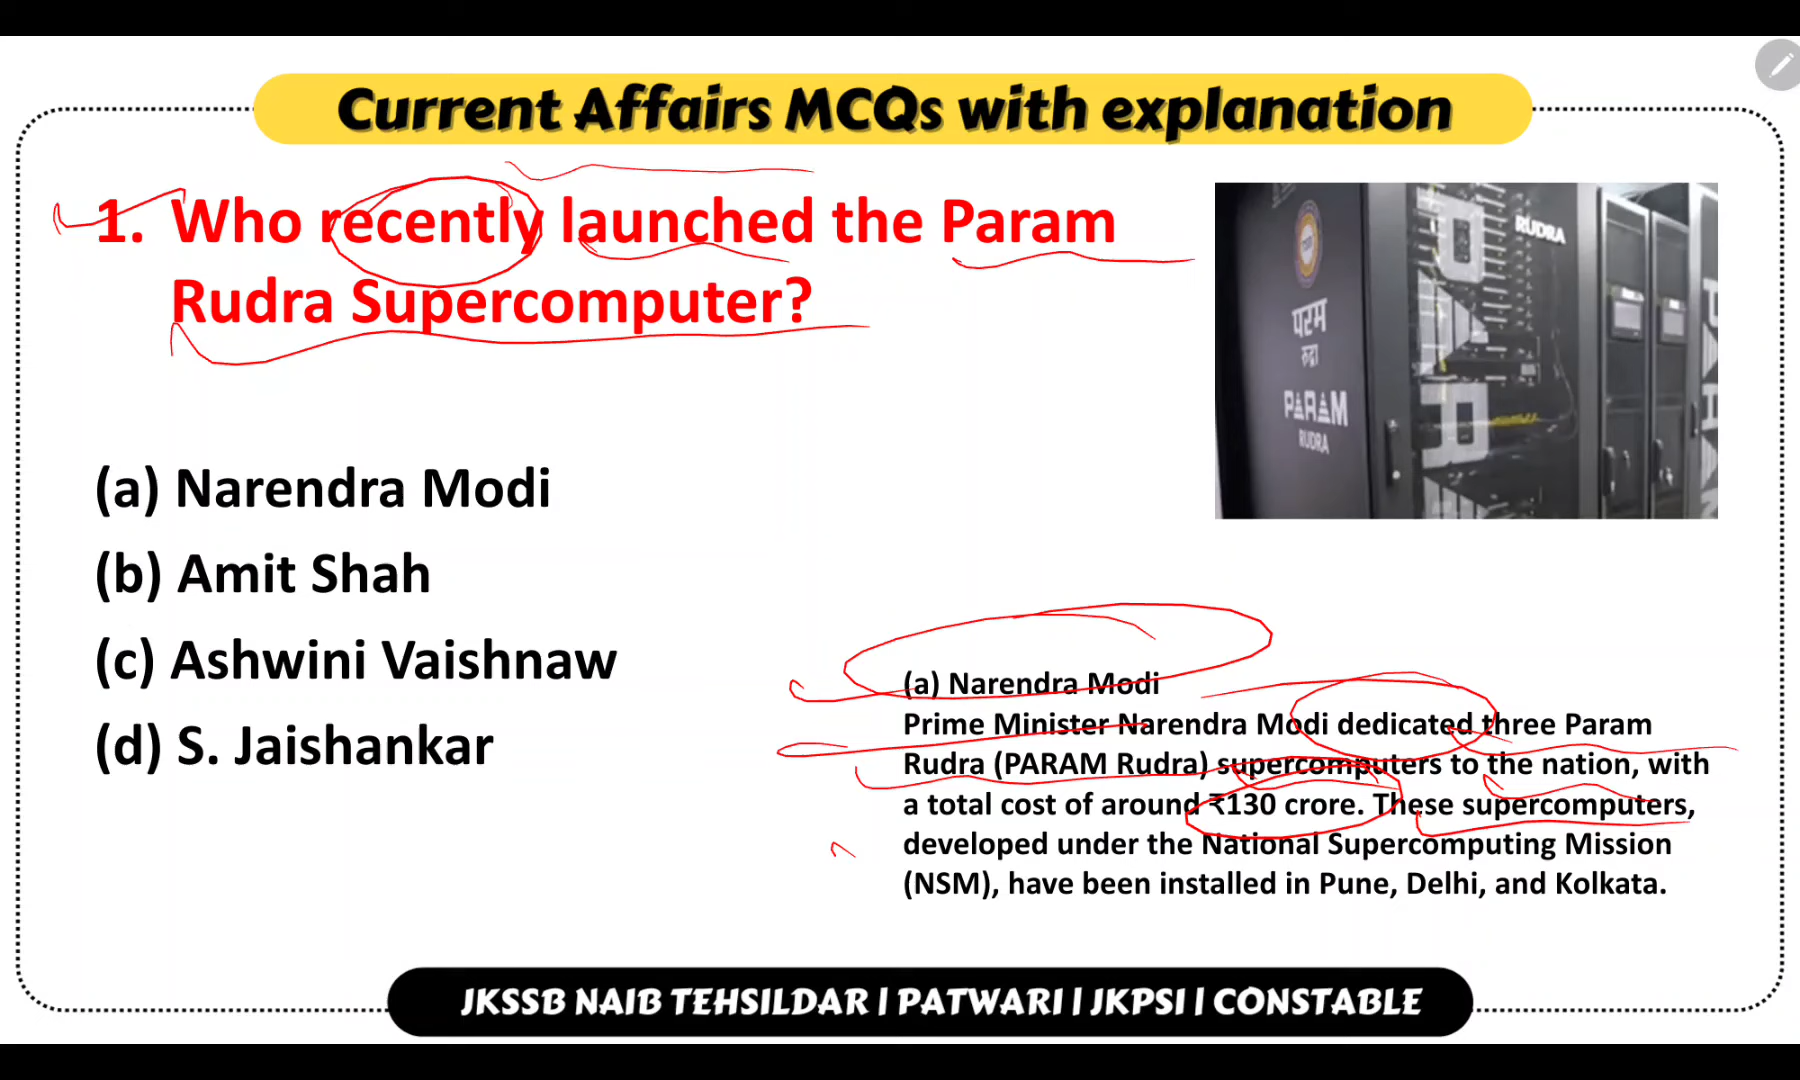 Current Affairs MCQs with explanation
1. Who recently launched the Param
Rudra Supercomputer?
RUDRA
परम
रुद्रा
PARAM
RUDRA
(a) Narendra Modi
(b) Amit Shah
(c) Ashwini Vaishnaw
(d) S. Jaishankar
(a) Narendra Modi
Prime Minister Narendra Modi dedicated three Param
Rudra (PARAM Rudra) supercomputers to the nation, with
a total cost of around ₹130 crore. These supercomputers,
developed under the National Supercomputing Mission
(NSM), have been installed in Pune, Delhi, and Kolkata.
JKSSB NAIB TEHSILDAR | PATWARI | JKPSI | CONSTABLE